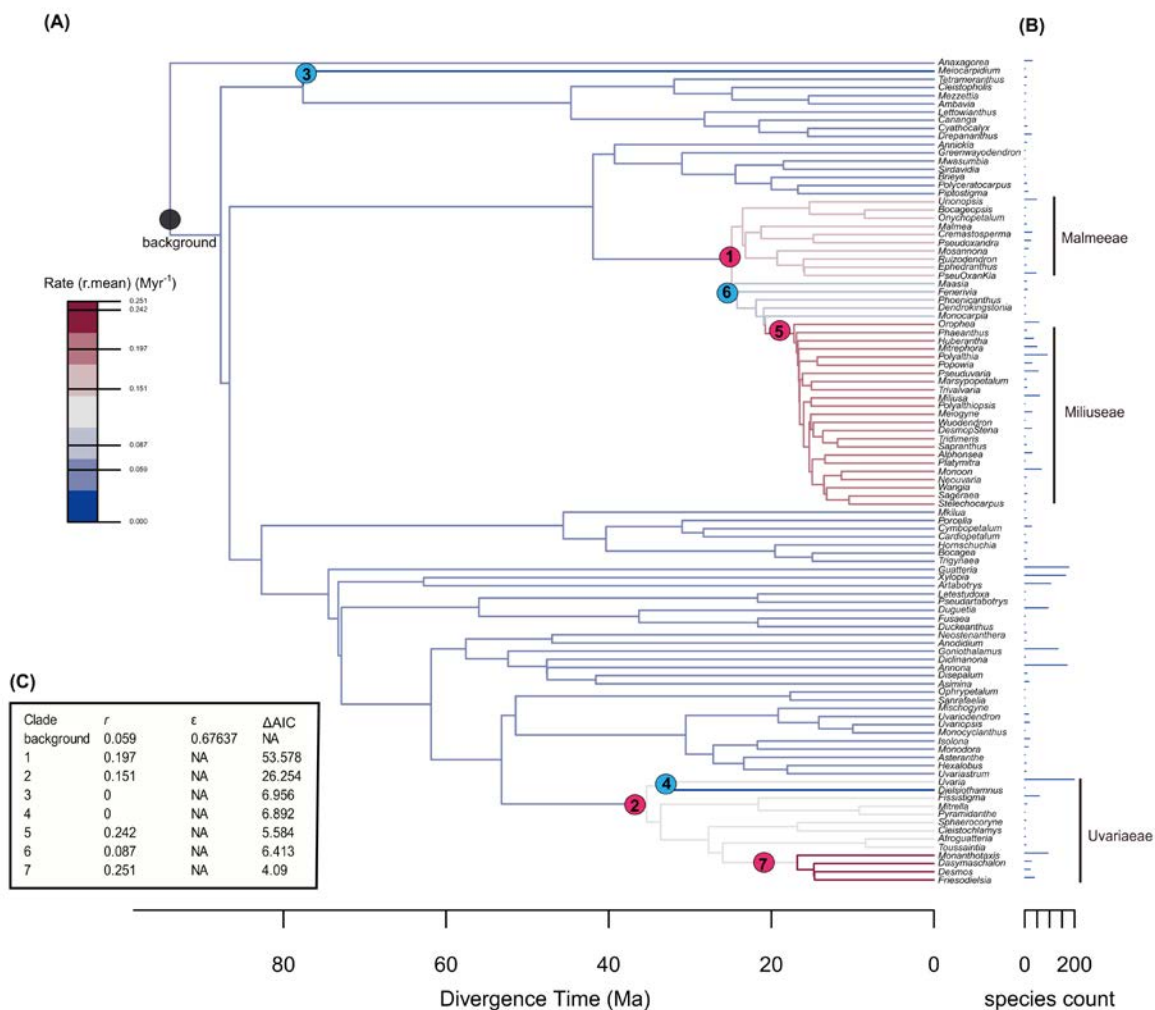 (A)
(B)
Anaxagorea
Meiocarpidium
Tetrameranthus
Cleistopholis
Mezzettia
Ambavia
Lettowianthus
Cananga
Cyathocalyx
Drepananthus
Annickia
Greenwayodendron
Mwasumbia
Sirdavidia
Brieya
Polyceratocarpus
Piptostigma
Unonopsis
Bocageopsis
Onychopetalum
Malmea
Cremastosperma
Pseudoxandra
Mosannona
Ruizodendron
Ephedranthus
PseuOxanKia
Maasia
Fenerivia
Phoenicanthus
Dendrokingstonia
Monocarpia
Orophea
Phaeanthus
Huberantha
Mitrephora
Polyalthia
Popowia
Pseuduvaria
Marsypopetalum
Trivalvaria
Miliusa
Polyalthiopsis
Meiogyne
Wuodendron
DesmopStena
Tridimeris
Sapranthus
Alphonsea
Platymitra
Monoon
Neouvaria
Wangia
Sageraea
Stelechocarpus
Mkilua
Porcelia
Cymbopetalum
Cardiopetalum
Hornschuchia
Bocagea
Trigynaea
Guatteria
Xylopia
Artabotrys
Letestudoxa
Pseudartabotrys
Duguetia
Fusaea
Duckeanthus
Neostenanthera
Anodidium
Goniothalamus
Diclinanona
Annona
Disepalum
Asimina
Ophrypetalum
Sanrafaelia
Mischogyne
Uvariodendron
Uvariopsis
Monocyclanthus
Isolona
Monodora
Asteranthe
Hexalobus
Uvariastrum
Uvaria
Dielsiothamnus
Fissistigma
Mitrella
Pyramidanthe
Sphaerocoryne
Cleistochlamys
Afroguatteria
Toussaintia
Monanthotaxis
Dasymaschalon
Desmos
Friesodielsia
3
1
6
5
4
2
7
background
Malmeeae
Miliuseae
Uvariaeae
Rate (r.mean) (Myr⁻¹)
0.251
0.242
0.197
0.151
0.087
0.059
0.000
(C)
Clade r ε ΔAIC
background 0.059 0.67637 NA
1 0.197 NA 53.578
2 0.151 NA 26.254
3 0 NA 6.956
4 0 NA 6.892
5 0.242 NA 5.584
6 0.087 NA 6.413
7 0.251 NA 4.09
80 60 40 20 0
Divergence Time (Ma)
0 200
species count